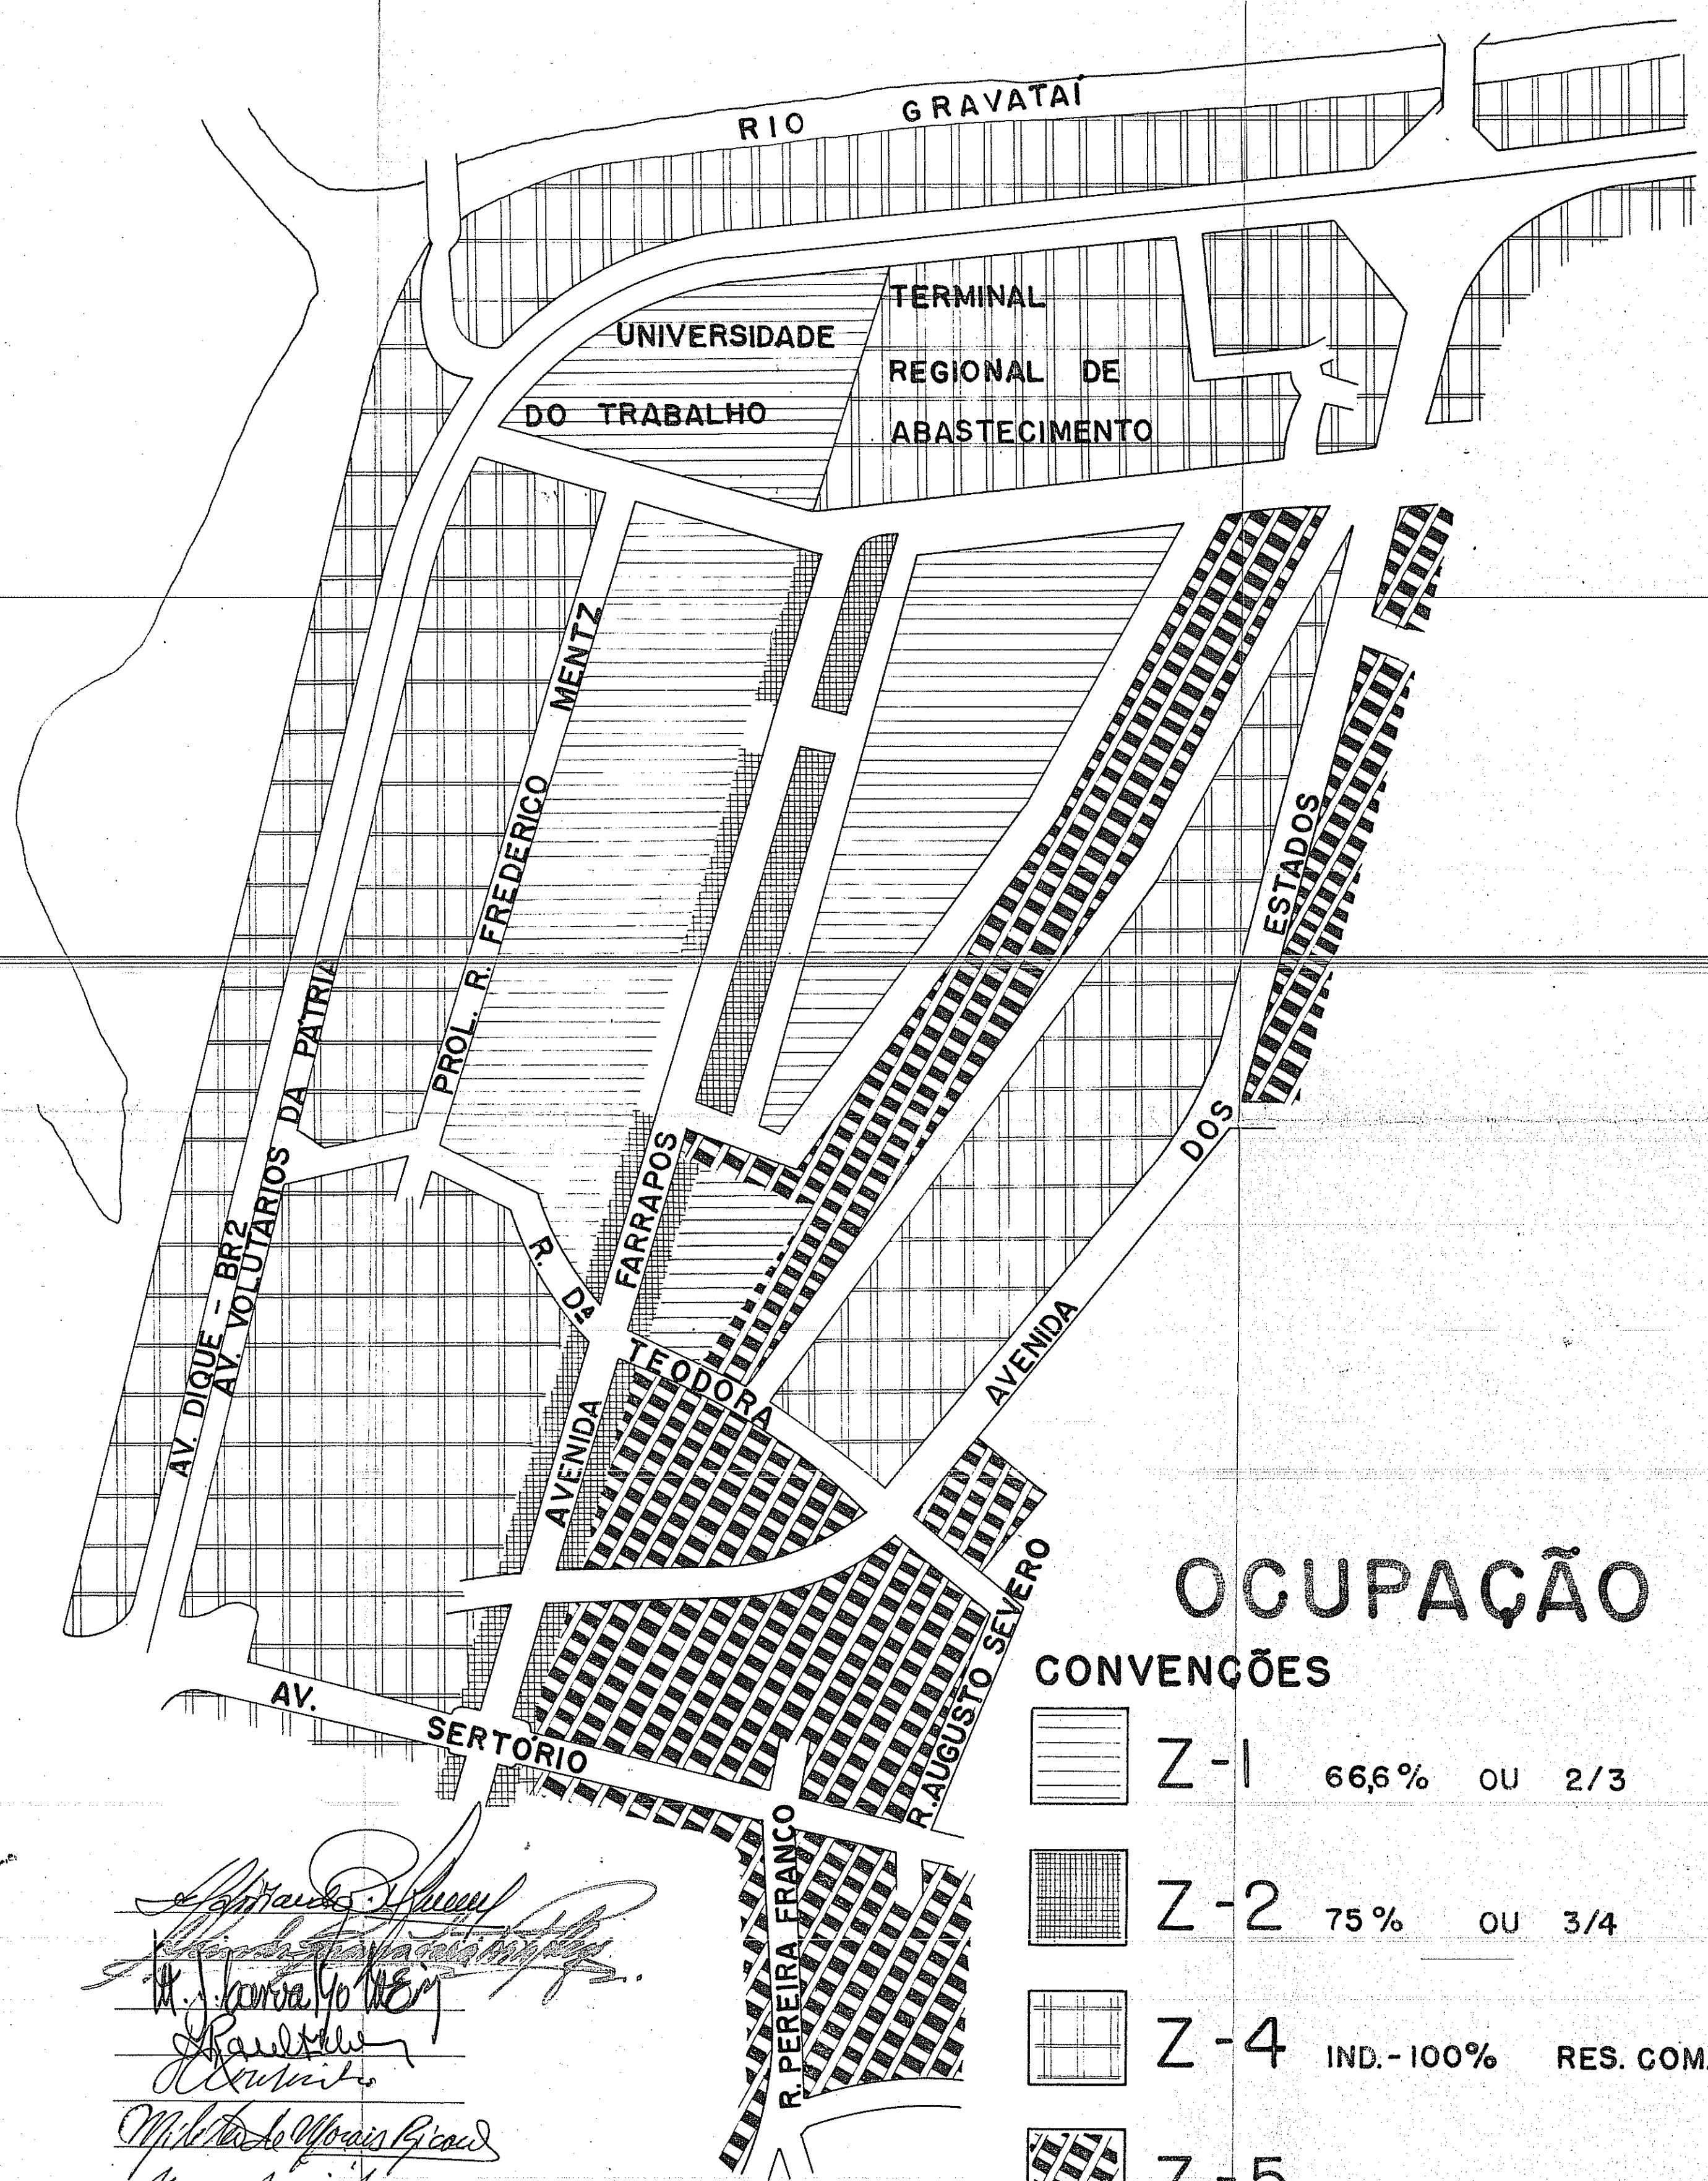 RIO GRAVATAÍ
TERMINAL
REGIONAL DE
ABASTECIMENTO
UNIVERSIDADE
DO TRABALHO
PROL. R. FREDERICO MENTZ
AV. DIQUE - BR2
AV. VOLUTARIOS DA PÁTRIA
AVENIDA FARRAPOS
R. Dª TEODORA
AVENIDA DOS ESTADOS
R. AUGUSTO SEVERO
AV. SERTÓRIO
R. PEREIRA FRANCO
OCUPAÇÃO
CONVENÇÕES
Z-1 66,6% OU 2/3
Z-2 75% OU 3/4
Z-4 IND.-100% RES. COM.
Z-5